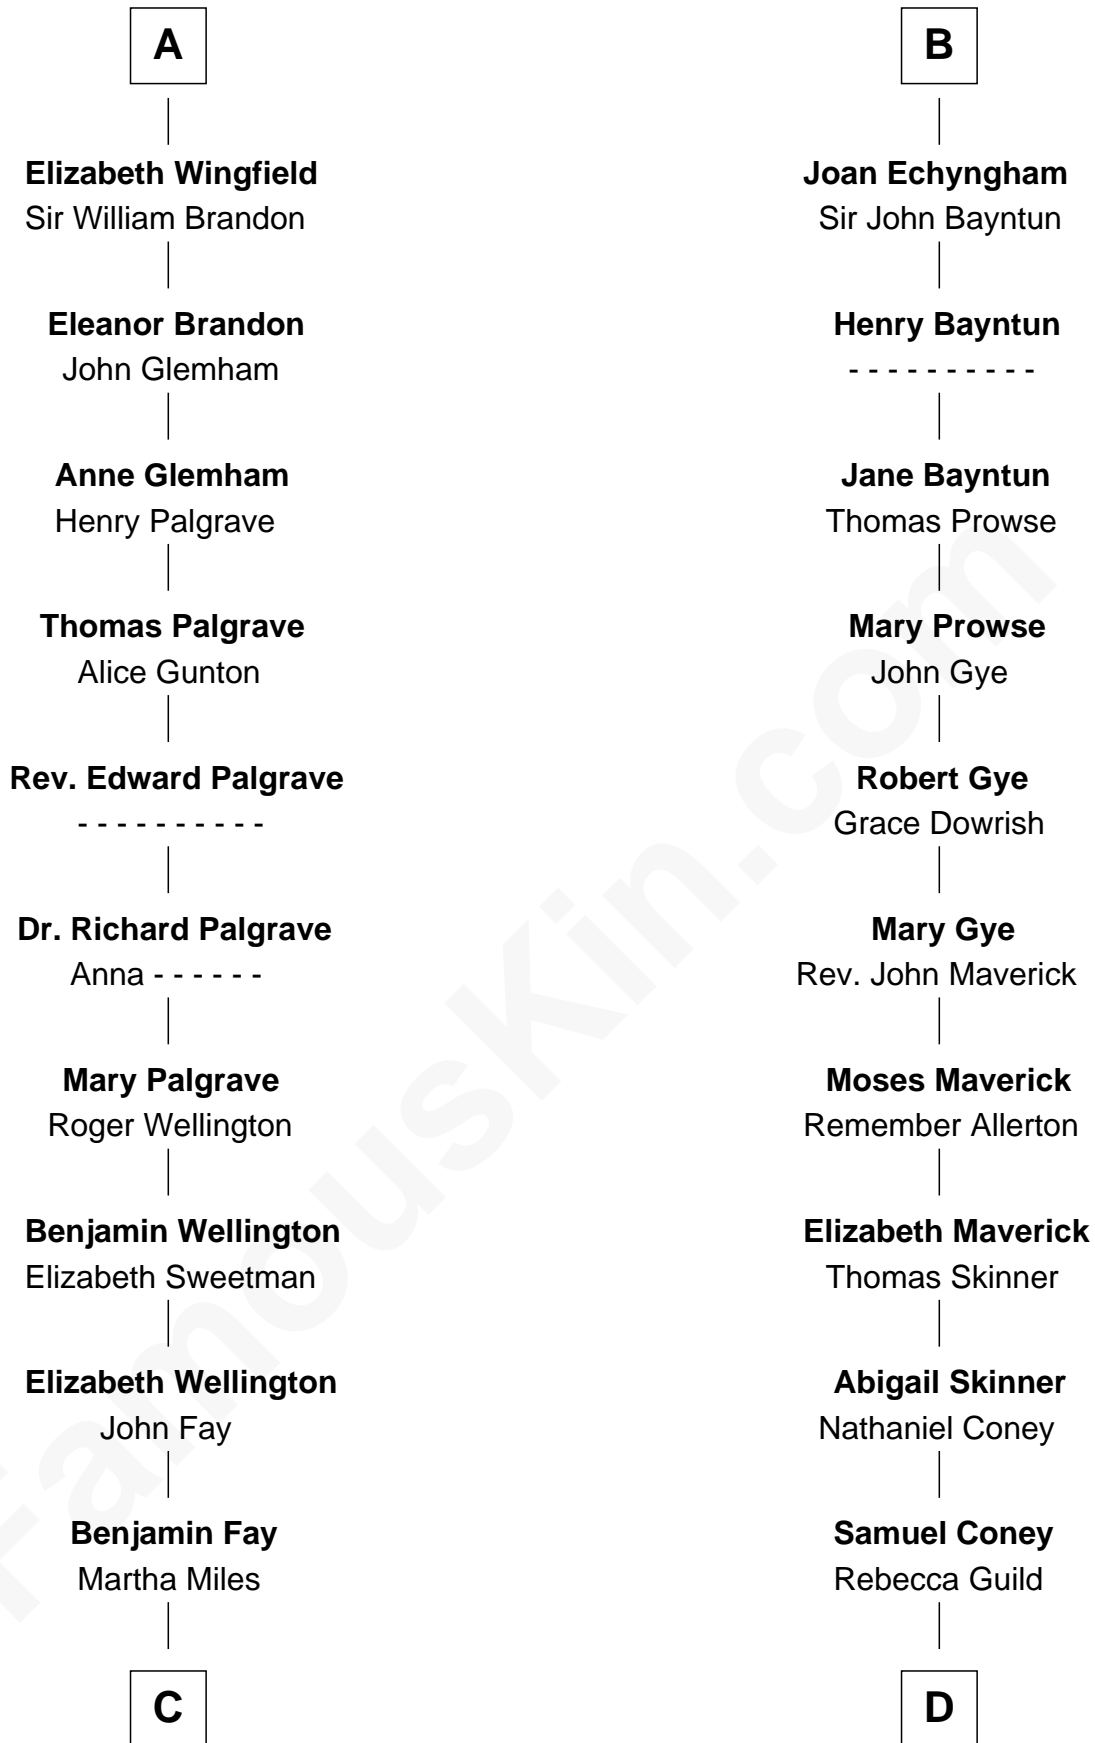 A
Elizabeth Wingfield
Sir William Brandon
Eleanor Brandon
John Glemham
Anne Glemham
Henry Palgrave
Thomas Palgrave
Alice Gunton
Rev. Edward Palgrave
- - - - - - - - - -
Dr. Richard Palgrave
Anna - - - - - -
Mary Palgrave
Roger Wellington
Benjamin Wellington
Elizabeth Sweetman
Elizabeth Wellington
John Fay
Benjamin Fay
Martha Miles
C
B
Joan Echyngham
Sir John Bayntun
Henry Bayntun
- - - - - - - - - -
Jane Bayntun
Thomas Prowse
Mary Prowse
John Gye
Robert Gye
Grace Dowrish
Mary Gye
Rev. John Maverick
Moses Maverick
Remember Allerton
Elizabeth Maverick
Thomas Skinner
Abigail Skinner
Nathaniel Coney
Samuel Coney
Rebecca Guild
D
FamousKin.com